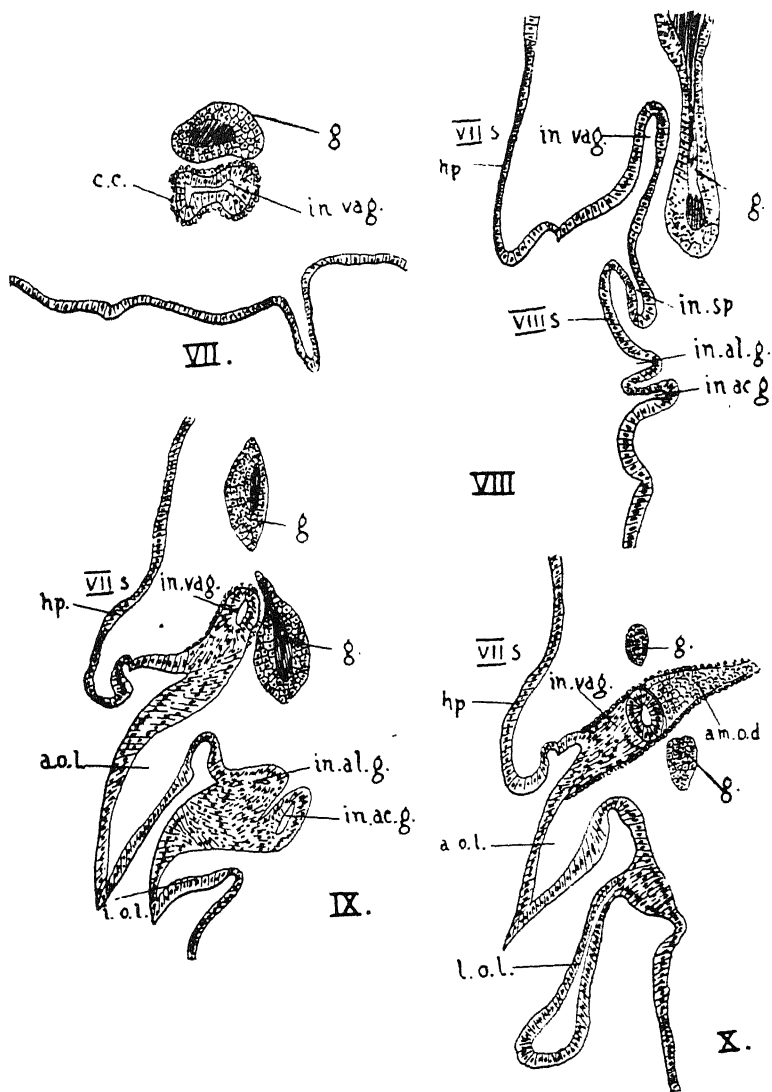 g
c.c.
in vag.
VII.
VII s
in vag.
hp
g.
in.sp
VIII s
in.al.g.
in ac g
VIII
g
VII s
in.vag.
hp.
g.
a.o.l.
in.al.g.
in.ac.g.
i.o.l.
IX.
VII s
g.
in.vag.
hp
am.o.d
g.
a o.l.
l.o.l.
X.